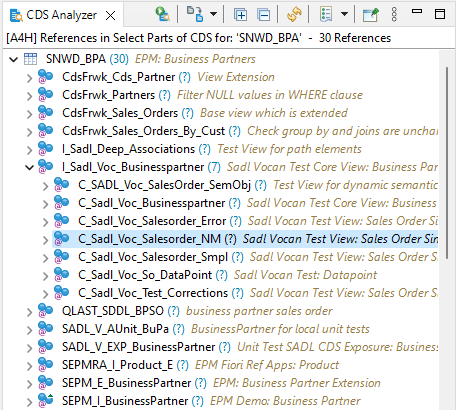 CDS Analyzer
[A4H] References in Select Parts of CDS for: 'SNWD_BPA' - 30 References
SNWD_BPA (30) EPM: Business Partners
CdsFrwk_Cds_Partner (?) View Extension
CdsFrwk_Partners (?) Filter NULL values in WHERE clause
CdsFrwk_Sales_Orders (?) Base view which is extended
CdsFrwk_Sales_Orders_By_Cust (?) Check group by and joins are unchan
I_Sadl_Deep_Associations (?) Test View for path elements
I_Sadl_Voc_Businesspartner (7) Sadl Vocan Test Core View: Business Par
C_SADL_Voc_SalesOrder_SemObj (?) Test View for dynamic semantic
C_Sadl_Voc_Businesspartner (?) Sadl Vocan Test Core View: Business
C_Sadl_Voc_Salesorder_Error (?) Sadl Vocan Test View: Sales Order Si
C_Sadl_Voc_Salesorder_NM (?) Sadl Vocan Test View: Sales Order Sin
C_Sadl_Voc_Salesorder_Smpl (?) Sadl Vocan Test View: Sales Order S
C_Sadl_Voc_So_DataPoint (?) Sadl Vocan Test: Datapoint
C_Sadl_Voc_Test_Corrections (?) Sadl Vocan Test View: Sales Order S
QLAST_SDDL_BPSO (?) business partner sales order
SADL_V_AUnit_BuPa (?) BusinessPartner for local unit tests
SADL_V_EXP_BusinessPartner (?) Unit Test SADL CDS Exposure: Busines
SEPMRA_I_Product_E (?) EPM Fiori Ref Apps: Product
SEPM_E_BusinessPartner (?) EPM: Business Partner Extension
SEPM_I_BusinessPartner (?) EPM Demo: Business Partner